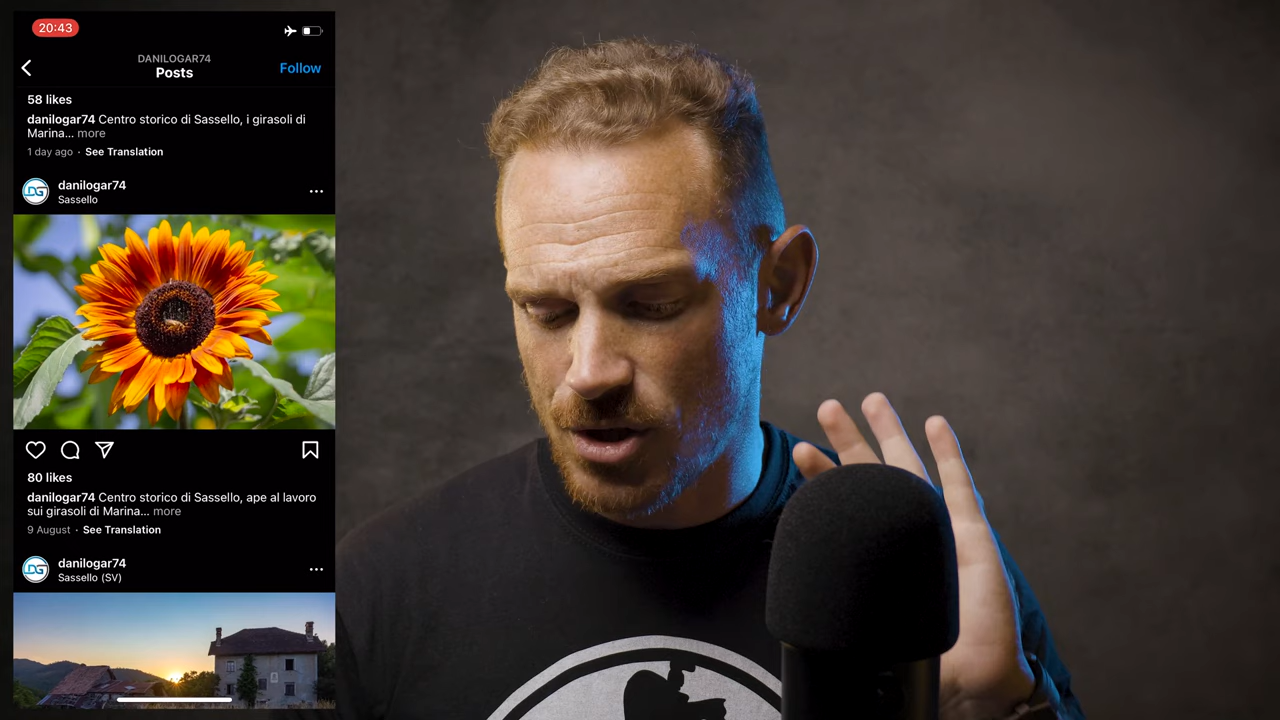 20:43
DANILOGAR74
Posts
Follow
58 likes
danilogar74 Centro storico di Sassello, i girasoli di
Marina... more
1 day ago · See Translation
DG
danilogar74
Sassello
80 likes
danilogar74 Centro storico di Sassello, ape al lavoro
sui girasoli di Marina... more
9 August · See Translation
DG
danilogar74
Sassello (SV)